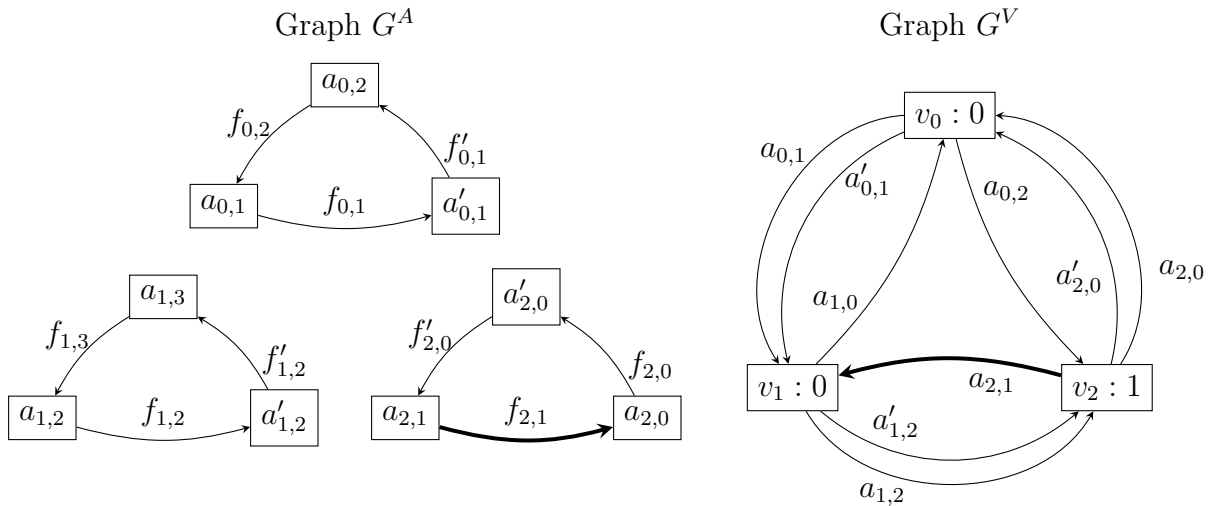 Graph $G^A$
$a_{0,2}$
$f_{0,2}$
$f'_{0,1}$
$a_{0,1}$
$f_{0,1}$
$a'_{0,1}$
$a_{1,3}$
$f_{1,3}$
$f'_{1,2}$
$a_{1,2}$
$f_{1,2}$
$a'_{1,2}$
$a'_{2,0}$
$f'_{2,0}$
$f_{2,0}$
$a_{2,1}$
$f_{2,1}$
$a_{2,0}$
Graph $G^V$
$v_0 : 0$
$a_{0,1}$
$a'_{0,1}$
$a_{0,2}$
$a_{1,0}$
$a'_{2,0}$
$a_{2,0}$
$v_1 : 0$
$a_{2,1}$
$v_2 : 1$
$a'_{1,2}$
$a_{1,2}$